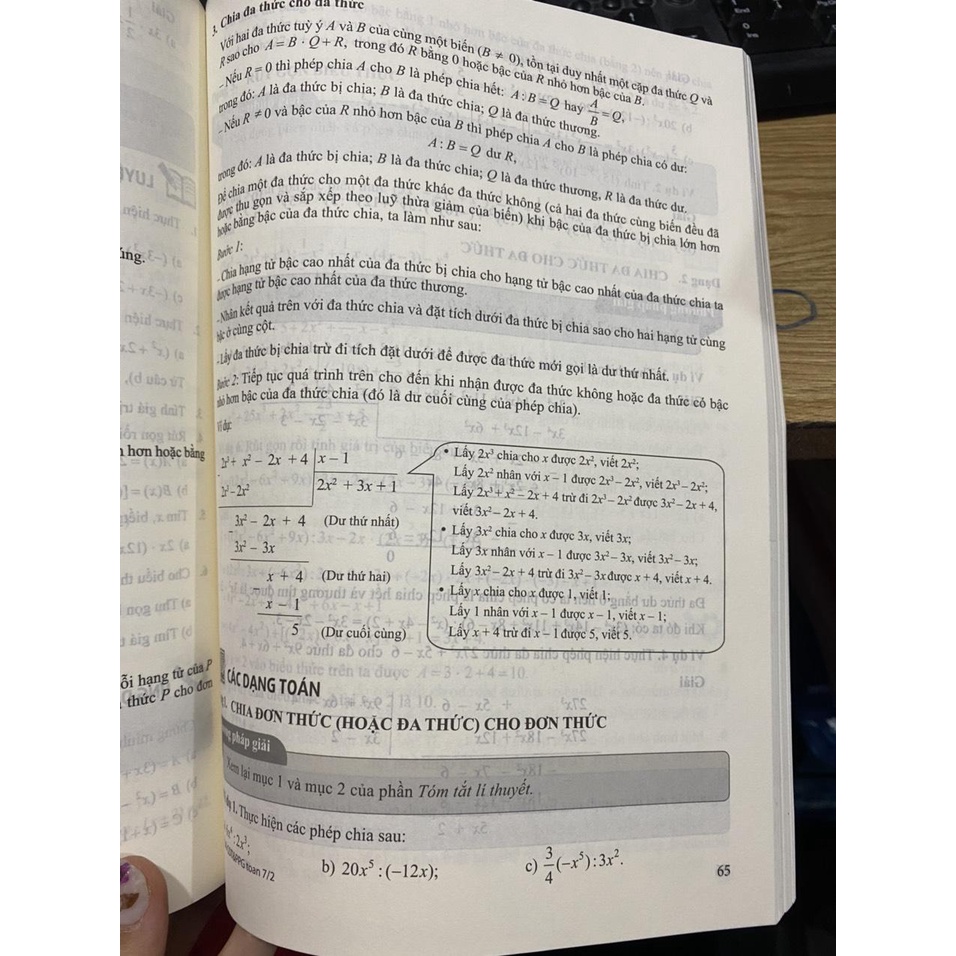 3. Chia đa thức cho đa thức
Với hai đa thức tuỳ ý A và B của cùng một biến (B ≠ 0), tồn tại duy nhất một cặp đa thức Q và
R sao cho A = B · Q + R, trong đó R bằng 0 hoặc bậc của R nhỏ hơn bậc của B.
- Nếu R = 0 thì phép chia A cho B là phép chia hết: A : B = Q hay A/B = Q,
trong đó: A là đa thức bị chia; B là đa thức chia; Q là đa thức thương.
- Nếu R ≠ 0 và bậc của R nhỏ hơn bậc của B thì phép chia A cho B là phép chia có dư:
A : B = Q dư R,
trong đó: A là đa thức bị chia; B là đa thức chia; Q là đa thức thương, R là đa thức dư.
Để chia một đa thức cho một đa thức khác đa thức không (cả hai đa thức cùng biến đều đã
được thu gọn và sắp xếp theo luỹ thừa giảm của biến) khi bậc của đa thức bị chia lớn hơn
hoặc bằng bậc của đa thức chia, ta làm như sau:
Bước 1:
- Chia hạng tử bậc cao nhất của đa thức bị chia cho hạng tử bậc cao nhất của đa thức chia ta
được hạng tử bậc cao nhất của đa thức thương.
- Nhân kết quả trên với đa thức chia và đặt tích dưới đa thức bị chia sao cho hai hạng tử cùng
bậc ở cùng cột.
- Lấy đa thức bị chia trừ đi tích đặt dưới để được đa thức mới gọi là dư thứ nhất.
Bước 2: Tiếp tục quá trình trên cho đến khi nhận được đa thức không hoặc đa thức có bậc
nhỏ hơn bậc của đa thức chia (đó là dư cuối cùng của phép chia).
Ví dụ:
2x³ + x² – 2x + 4 | x – 1
2x³ – 2x² 2x² + 3x + 1
3x² – 2x + 4 (Dư thứ nhất)
3x² – 3x
x + 4 (Dư thứ hai)
x – 1
5 (Dư cuối cùng)
• Lấy 2x³ chia cho x được 2x², viết 2x²;
Lấy 2x² nhân với x – 1 được 2x³ – 2x², viết 2x³ – 2x²;
Lấy 2x³ + x² – 2x + 4 trừ đi 2x³ – 2x² được 3x² – 2x + 4,
viết 3x² – 2x + 4.
• Lấy 3x² chia cho x được 3x, viết 3x;
Lấy 3x nhân với x – 1 được 3x² – 3x, viết 3x² – 3x;
Lấy 3x² – 2x + 4 trừ đi 3x² – 3x được x + 4, viết x + 4.
• Lấy x chia cho x được 1, viết 1;
Lấy 1 nhân với x – 1 được x – 1, viết x – 1;
Lấy x + 4 trừ đi x – 1 được 5, viết 5.
CÁC DẠNG TOÁN
1. CHIA ĐƠN THỨC (HOẶC ĐA THỨC) CHO ĐƠN THỨC
pháp giải
Xem lại mục 1 và mục 2 của phần Tóm tắt lí thuyết.
1. Thực hiện các phép chia sau:
: 2x³;
b) 20x⁵ : (−12x);
c) 3/4 (−x⁵) : 3x².
toan 7/2
65
hơn hoặc bằng
ỗi hạng tử của P
thức P cho đơn